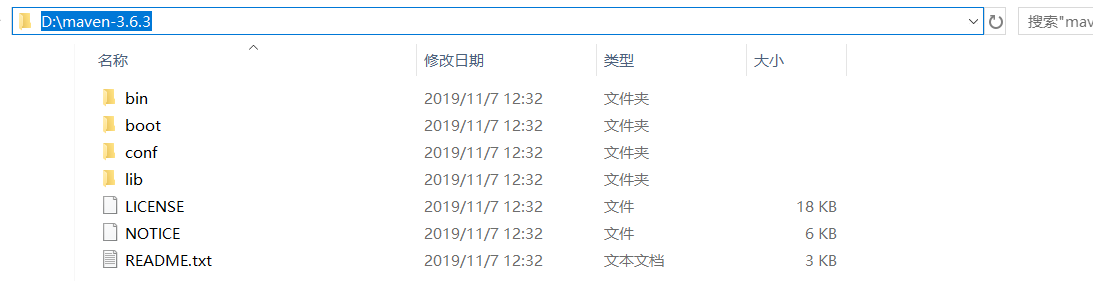 D:\maven-3.6.3 搜索"mav
名称 修改日期 类型 大小
bin 2019/11/7 12:32 文件夹
boot 2019/11/7 12:32 文件夹
conf 2019/11/7 12:32 文件夹
lib 2019/11/7 12:32 文件夹
LICENSE 2019/11/7 12:32 文件 18 KB
NOTICE 2019/11/7 12:32 文件 6 KB
README.txt 2019/11/7 12:32 文本文档 3 KB